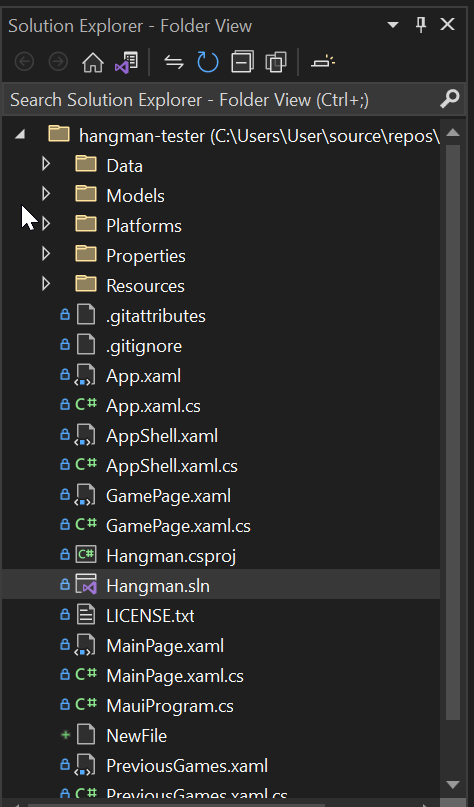 Solution Explorer - Folder View
Search Solution Explorer - Folder View (Ctrl+;)
hangman-tester (C:\Users\User\source\repos\
Data
Models
Platforms
Properties
Resources
.gitattributes
.gitignore
App.xaml
C# App.xaml.cs
AppShell.xaml
C# AppShell.xaml.cs
GamePage.xaml
C# GamePage.xaml.cs
C# Hangman.csproj
Hangman.sln
LICENSE.txt
MainPage.xaml
C# MainPage.xaml.cs
C# MauiProgram.cs
NewFile
PreviousGames.xaml
C# PreviousGames.xaml.cs